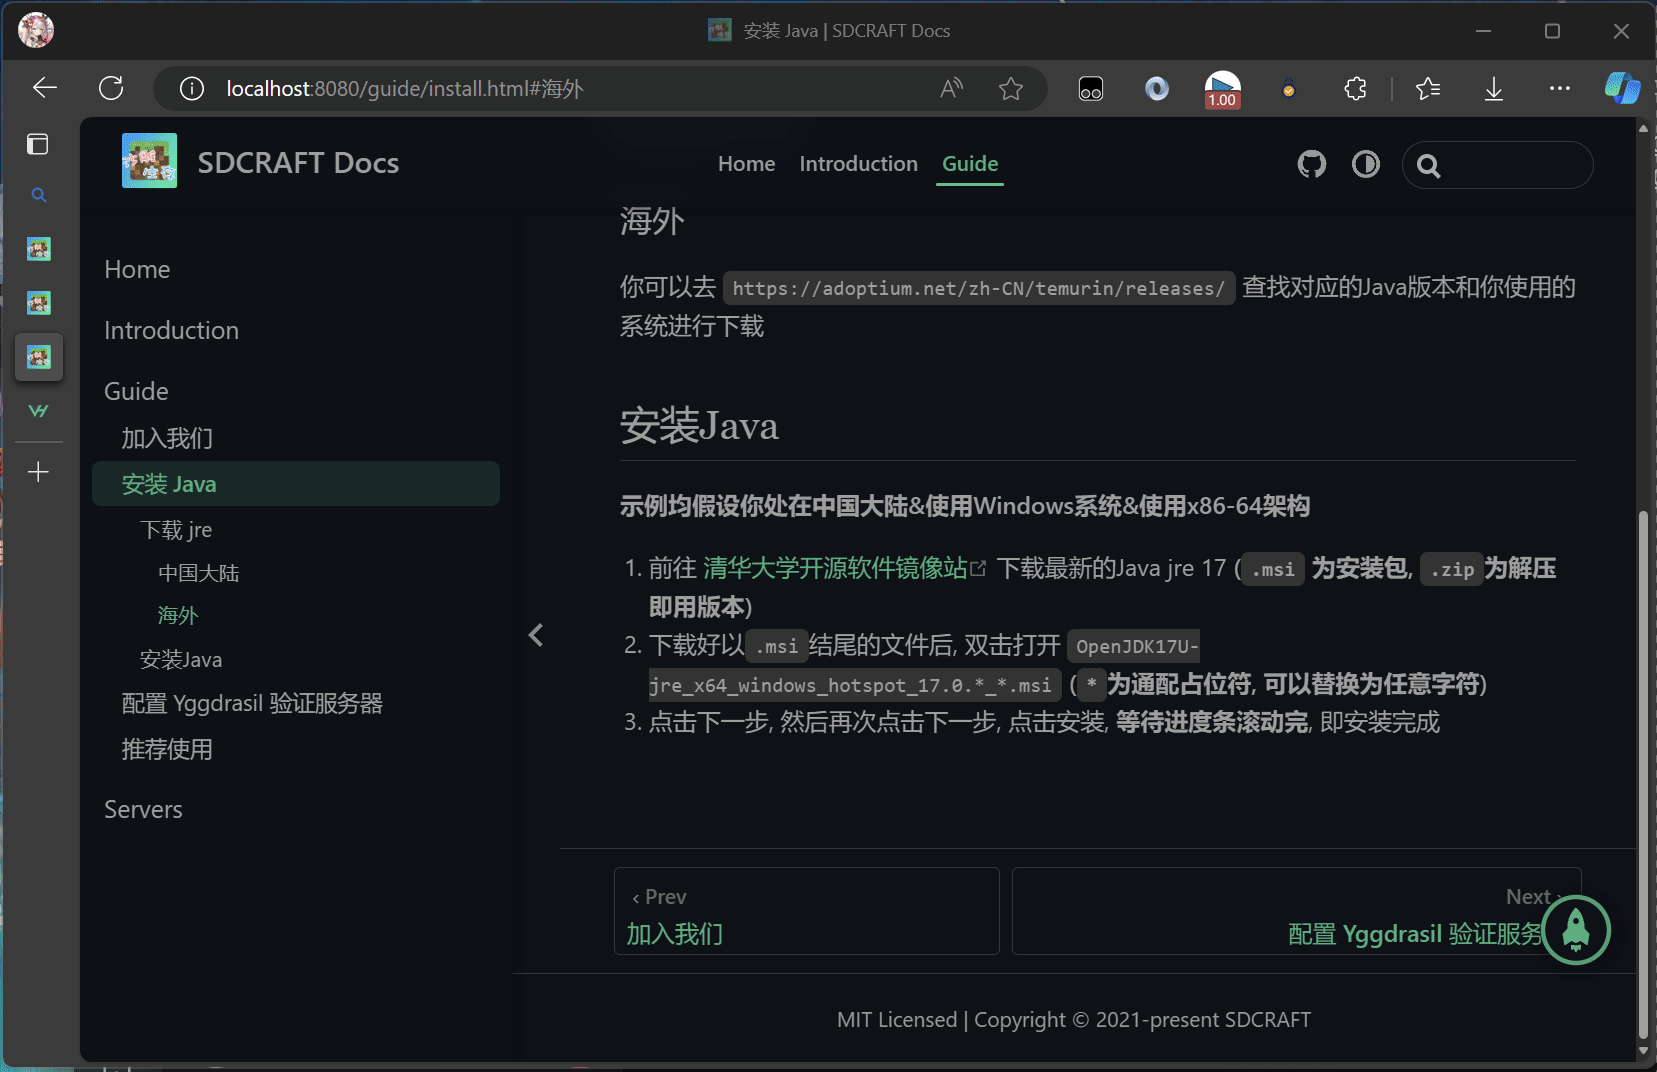 安装 Java | SDCRAFT Docs
localhost:8080/guide/install.html#海外
1.00
SDCRAFT Docs
Home Introduction Guide
Home
Introduction
Guide
加入我们
安装 Java
下载 jre
中国大陆
海外
安装Java
配置 Yggdrasil 验证服务器
推荐使用
Servers
海外
你可以去 https://adoptium.net/zh-CN/temurin/releases/ 查找对应的Java版本和你使用的
系统进行下载
安装Java
示例均假设你处在中国大陆&使用Windows系统&使用x86-64架构
1. 前往 清华大学开源软件镜像站 下载最新的Java jre 17 ( .msi 为安装包, .zip 为解压
即用版本)
2. 下载好以 .msi 结尾的文件后, 双击打开 OpenJDK17U-
jre_x64_windows_hotspot_17.0.*_*.msi ( * 为通配占位符, 可以替换为任意字符)
3. 点击下一步, 然后再次点击下一步, 点击安装, 等待进度条滚动完, 即安装完成
‹ Prev
加入我们
Next ›
配置 Yggdrasil 验证服务
MIT Licensed | Copyright © 2021-present SDCRAFT